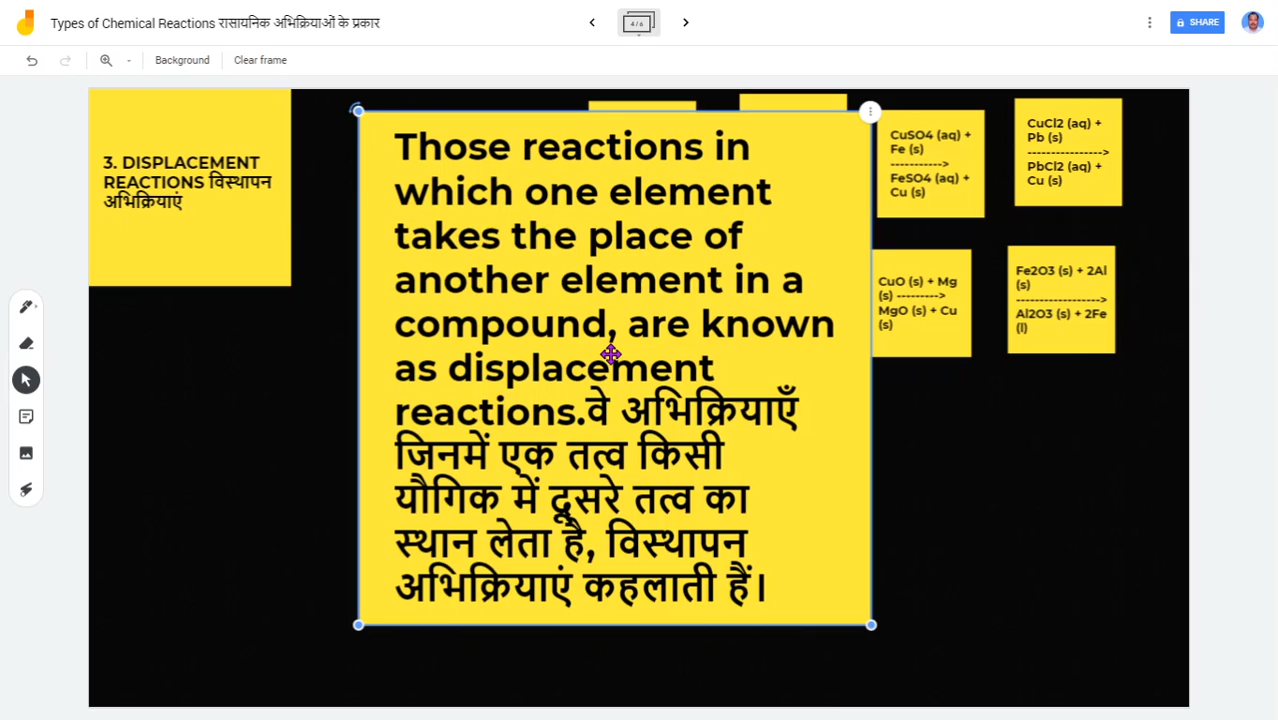 Types of Chemical Reactions रासायनिक अभिक्रियाओं के प्रकार
4 / 6
SHARE
Background
Clear frame
3. DISPLACEMENT
REACTIONS विस्थापन
अभिक्रियाएं
Those reactions in
which one element
takes the place of
another element in a
compound, are known
as displacement
reactions.वे अभिक्रियाएँ
जिनमें एक तत्व किसी
यौगिक में दूसरे तत्व का
स्थान लेता है, विस्थापन
अभिक्रियाएं कहलाती हैं।
CuSO4 (aq) +
Fe (s)
----------->
FeSO4 (aq) +
Cu (s)
CuCl2 (aq) +
Pb (s)
---------------->
PbCl2 (aq) +
Cu (s)
CuO (s) + Mg
(s) --------->
MgO (s) + Cu
(s)
Fe2O3 (s) + 2Al
(s)
------------------>
Al2O3 (s) + 2Fe
(l)